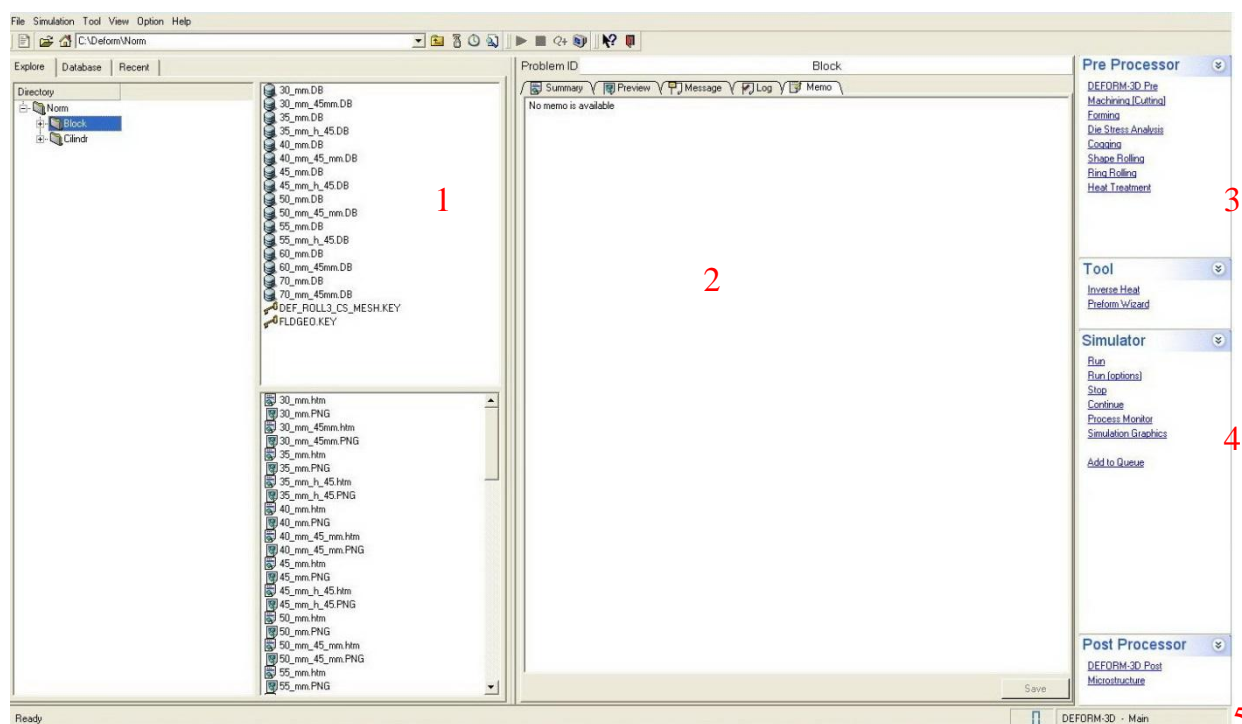 File Simulation Tool View Option Help
C:\Deform\Norm
Explore Database Recent
Directory
Norm
Block
Cilindr
30_mm.DB
30_mm_45mm.DB
35_mm.DB
35_mm_h_45.DB
40_mm.DB
40_mm_45_mm.DB
45_mm.DB
45_mm_h_45.DB
50_mm.DB
50_mm_45_mm.DB
55_mm.DB
55_mm_h_45.DB
60_mm.DB
60_mm_45mm.DB
70_mm.DB
70_mm_45mm.DB
DEF_ROLL3_CS_MESH.KEY
FLDGEO.KEY
1
30_mm.htm
30_mm.PNG
30_mm_45mm.htm
30_mm_45mm.PNG
35_mm.htm
35_mm.PNG
35_mm_h_45.htm
35_mm_h_45.PNG
40_mm.htm
40_mm.PNG
40_mm_45_mm.htm
40_mm_45_mm.PNG
45_mm.htm
45_mm.PNG
45_mm_h_45.htm
45_mm_h_45.PNG
50_mm.htm
50_mm.PNG
50_mm_45_mm.htm
50_mm_45_mm.PNG
55_mm.htm
55_mm.PNG
Problem ID Block
Summary Preview Message Log Memo
No memo is available
2
Save
Pre Processor
DEFORM-3D Pre
Machining [Cutting]
Forming
Die Stress Analysis
Cogging
Shape Rolling
Ring Rolling
Heat Treatment
3
Tool
Inverse Heat
Preform Wizard
Simulator
Run
Run (options)
Stop
Continue
Process Monitor
Simulation Graphics
4
Add to Queue
Post Processor
DEFORM-3D Post
Microstructure
Ready
DEFORM-3D - Main
5